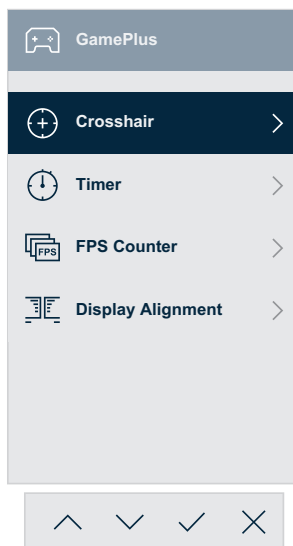 GamePlus
Crosshair
Timer
FPS
FPS Counter
Display Alignment